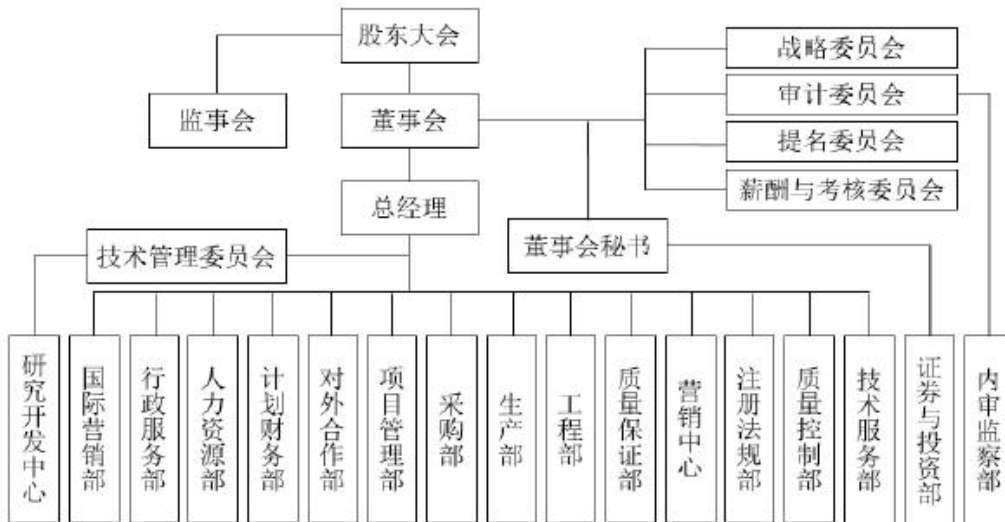 股东大会
战略委员会
监事会
董事会
审计委员会
提名委员会
总经理
薪酬与考核委员会
技术管理委员会
董事会秘书
研究开发中心
国际营销部
行政服务部
人力资源部
计划财务部
对外合作部
项目管理部
采购部
生产部
工程部
质量保证部
营销中心
注册法规部
质量控制部
技术服务部
证券与投资部
内审监察部